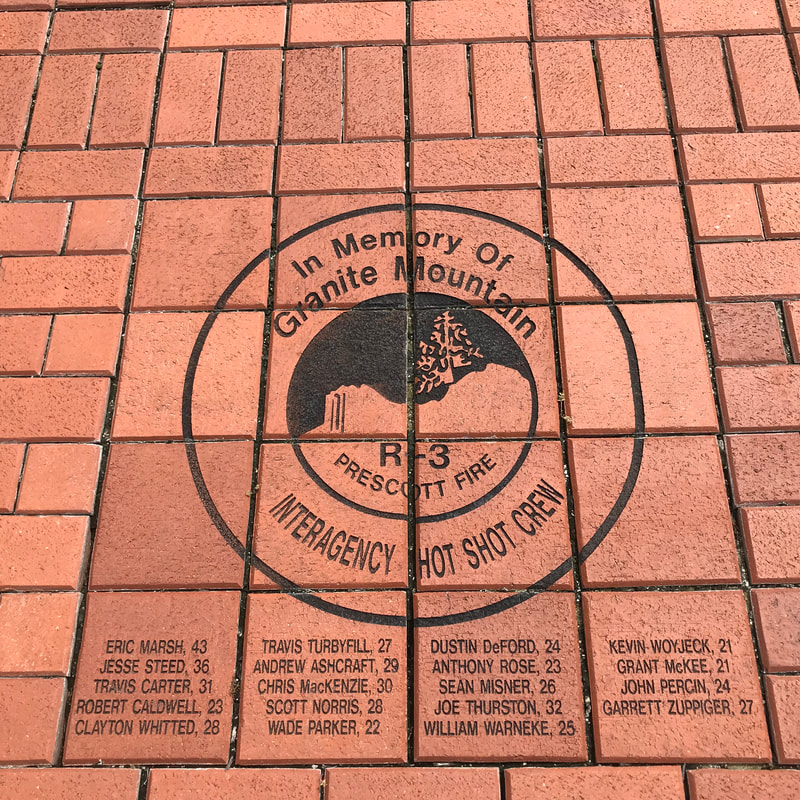 In Memory Of
Granite Mountain
R-3
PRESCOTT FIRE
INTERAGENCY HOT SHOT CREW
ERIC MARSH, 43
JESSE STEED, 36
TRAVIS CARTER, 31
ROBERT CALDWELL, 23
CLAYTON WHITTED, 28
TRAVIS TURBYFILL, 27
ANDREW ASHCRAFT, 29
CHRIS MacKENZIE, 30
SCOTT NORRIS, 28
WADE PARKER, 22
DUSTIN DeFORD, 24
ANTHONY ROSE, 23
SEAN MISNER, 26
JOE THURSTON, 32
WILLIAM WARNEKE, 25
KEVIN WOYJECK, 21
GRANT McKEE, 21
JOHN PERCIN, 24
GARRETT ZUPPIGER, 27